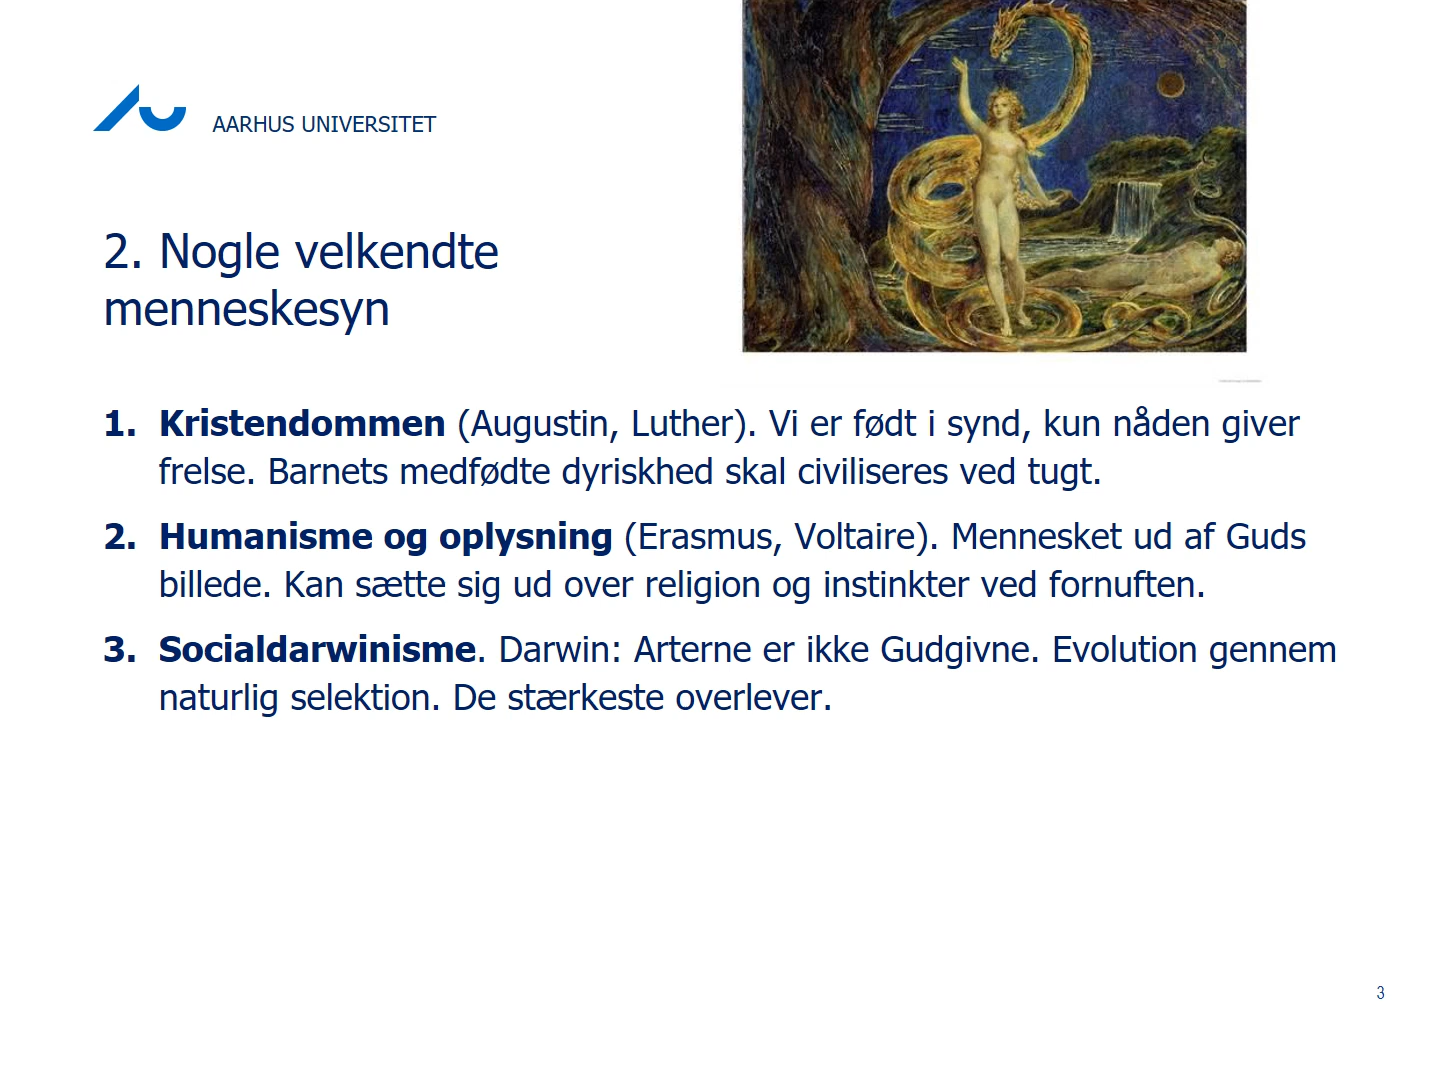 AARHUS UNIVERSITET
2. Nogle velkendte
menneskesyn
1. Kristendommen (Augustin, Luther). Vi er født i synd, kun nåden giver
frelse. Barnets medfødte dyriskhed skal civiliseres ved tugt.
2. Humanisme og oplysning (Erasmus, Voltaire). Mennesket ud af Guds
billede. Kan sætte sig ud over religion og instinkter ved fornuften.
3. Socialdarwinisme. Darwin: Arterne er ikke Gudgivne. Evolution gennem
naturlig selektion. De stærkeste overlever.
3